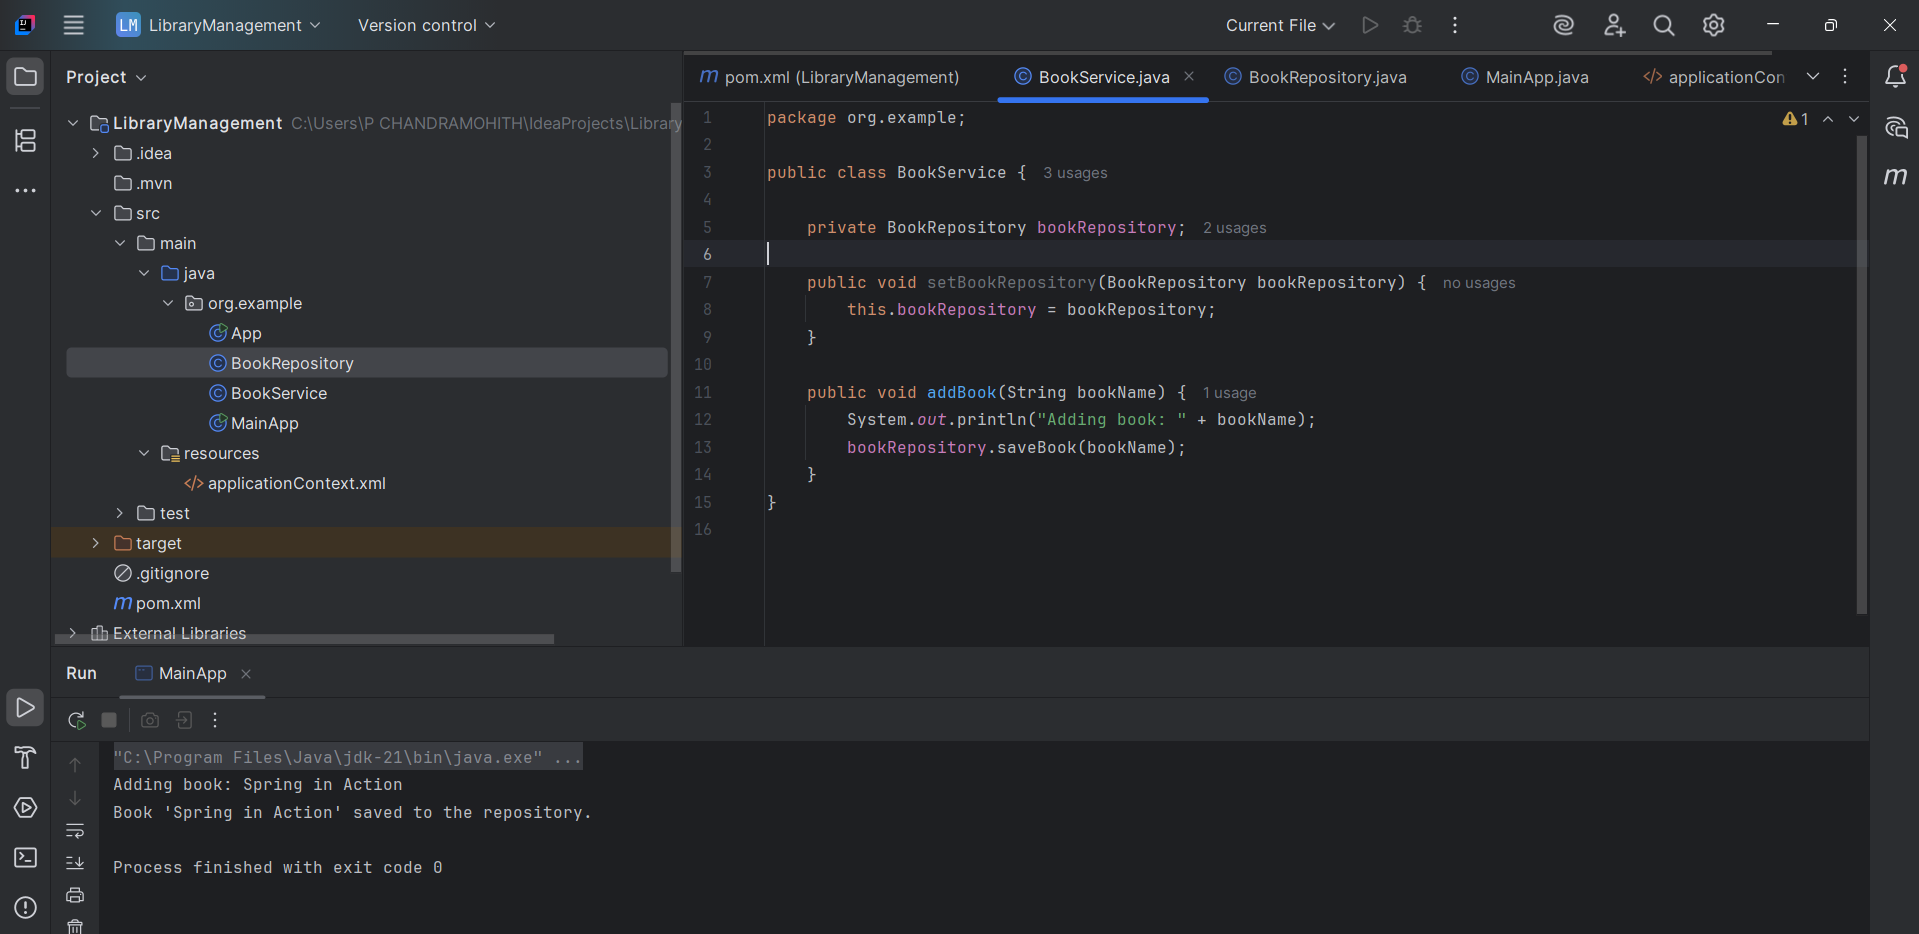 LM LibraryManagement Version control Current File
Project
LibraryManagement C:\Users\P CHANDRAMOHITH\IdeaProjects\Library
.idea
.mvn
src
main
java
org.example
App
BookRepository
BookService
MainApp
resources
applicationContext.xml
test
target
.gitignore
pom.xml
External Libraries
pom.xml (LibraryManagement) BookService.java BookRepository.java MainApp.java applicationCon
1 package org.example; 1
2
3 public class BookService { 3 usages
4
5 private BookRepository bookRepository; 2 usages
6
7 public void setBookRepository(BookRepository bookRepository) { no usages
8 this.bookRepository = bookRepository;
9 }
10
11 public void addBook(String bookName) { 1 usage
12 System.out.println("Adding book: " + bookName);
13 bookRepository.saveBook(bookName);
14 }
15 }
16
Run MainApp
"C:\Program Files\Java\jdk-21\bin\java.exe" ...
Adding book: Spring in Action
Book 'Spring in Action' saved to the repository.
Process finished with exit code 0